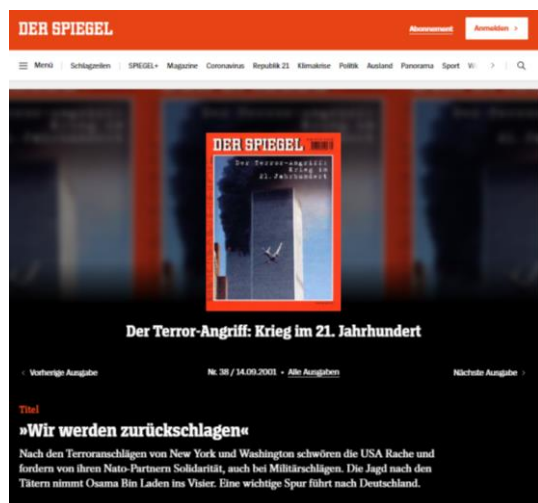 DER SPIEGEL
Abonnement
Anmelden >
Menü
Schlagzeilen
SPIEGEL+
Magazine
Coronavirus
Republik 21
Klimakrise
Politik
Ausland
Panorama
Sport
DER SPIEGEL
Der Terror-Angriff:
Krieg im
21. Jahrhundert
Der Terror-Angriff: Krieg im 21. Jahrhundert
‹ Vorherige Ausgabe
Nr. 38 / 14.09.2001 • Alle Ausgaben
Nächste Ausgabe ›
Titel
»Wir werden zurückschlagen«
Nach den Terroranschlägen von New York und Washington schwören die USA Rache und
fordern von ihren Nato-Partnern Solidarität, auch bei Militärschlägen. Die Jagd nach den
Tätern nimmt Osama Bin Laden ins Visier. Eine wichtige Spur führt nach Deutschland.